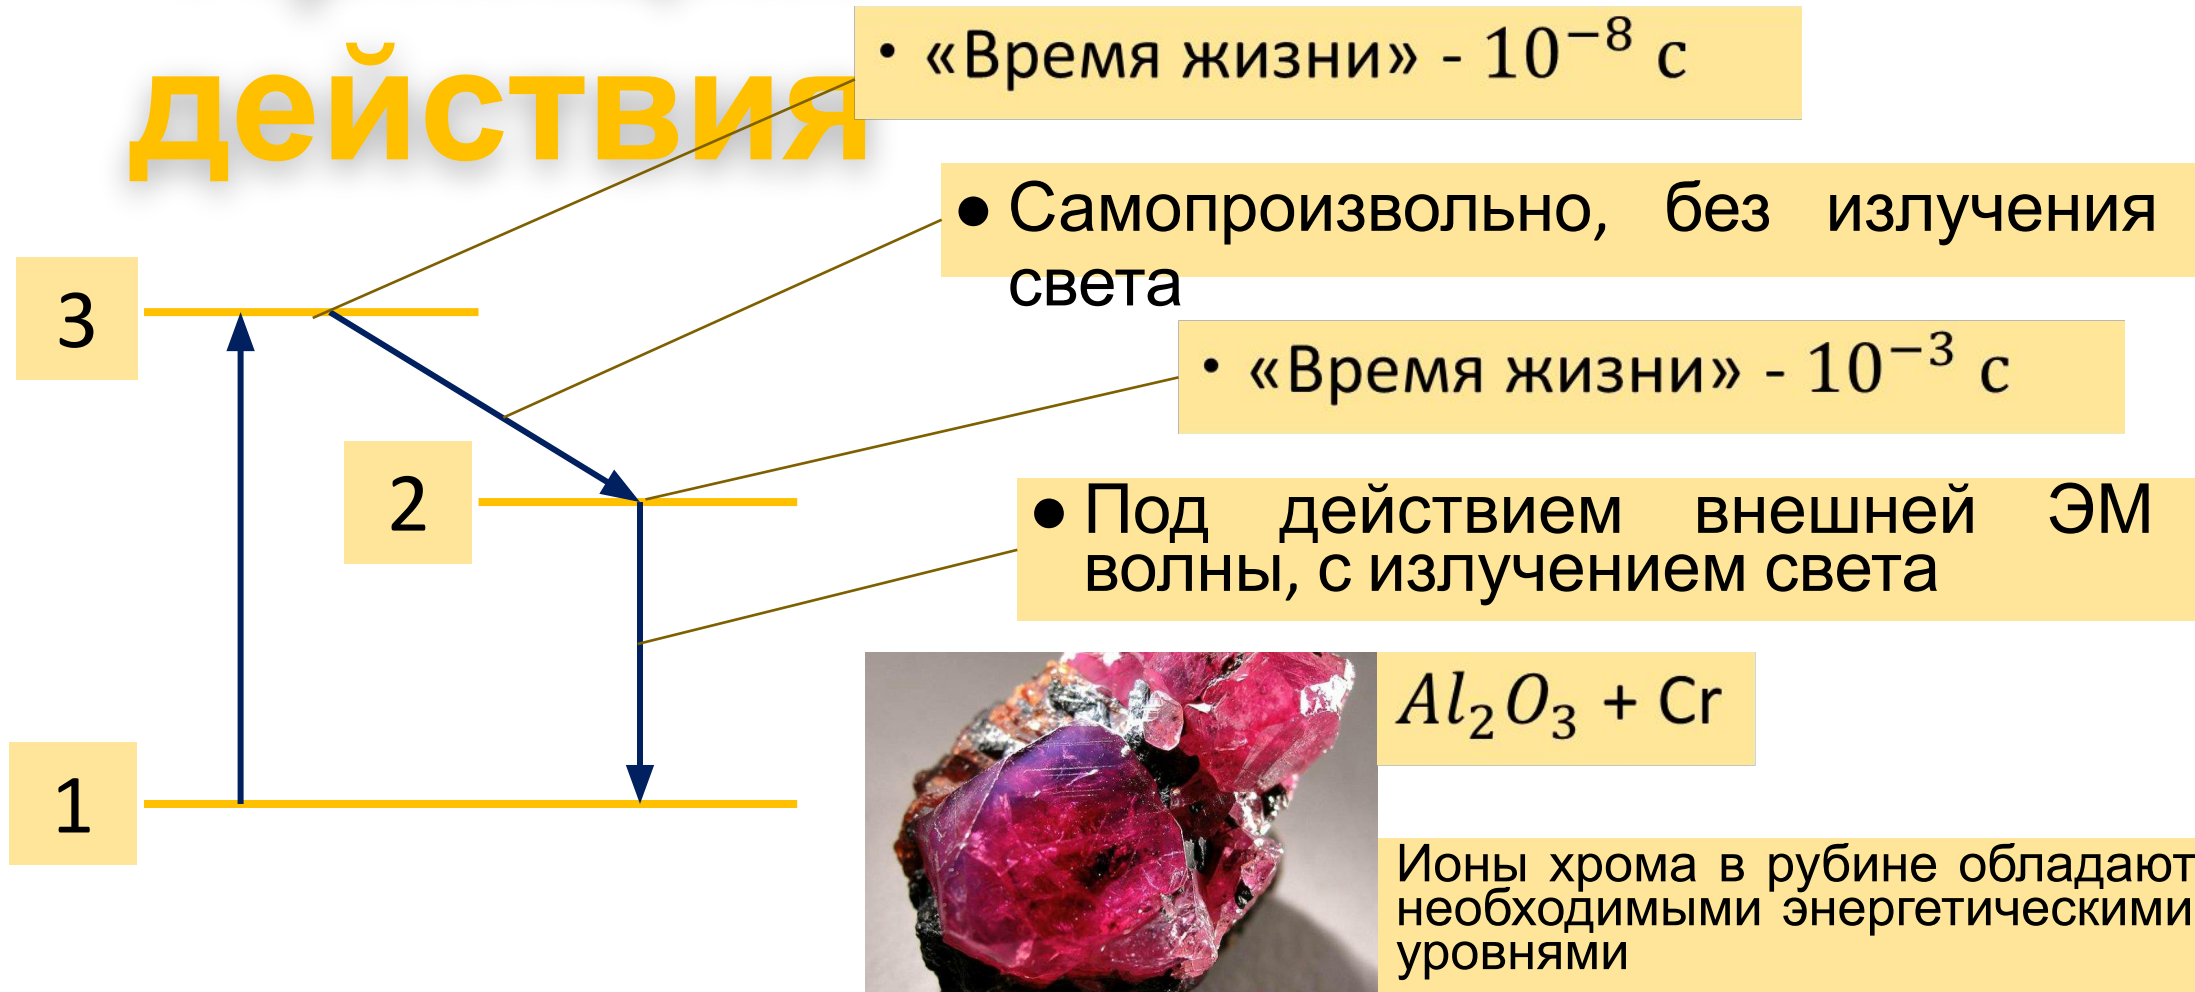 действия
• «Время жизни» - 10⁻⁸ с
● Самопроизвольно, без излучения
света
3
• «Время жизни» - 10⁻³ с
2
● Под действием внешней ЭМ
волны, с излучением света
Al₂O₃ + Cr
1
Ионы хрома в рубине обладают
необходимыми энергетическими
уровнями